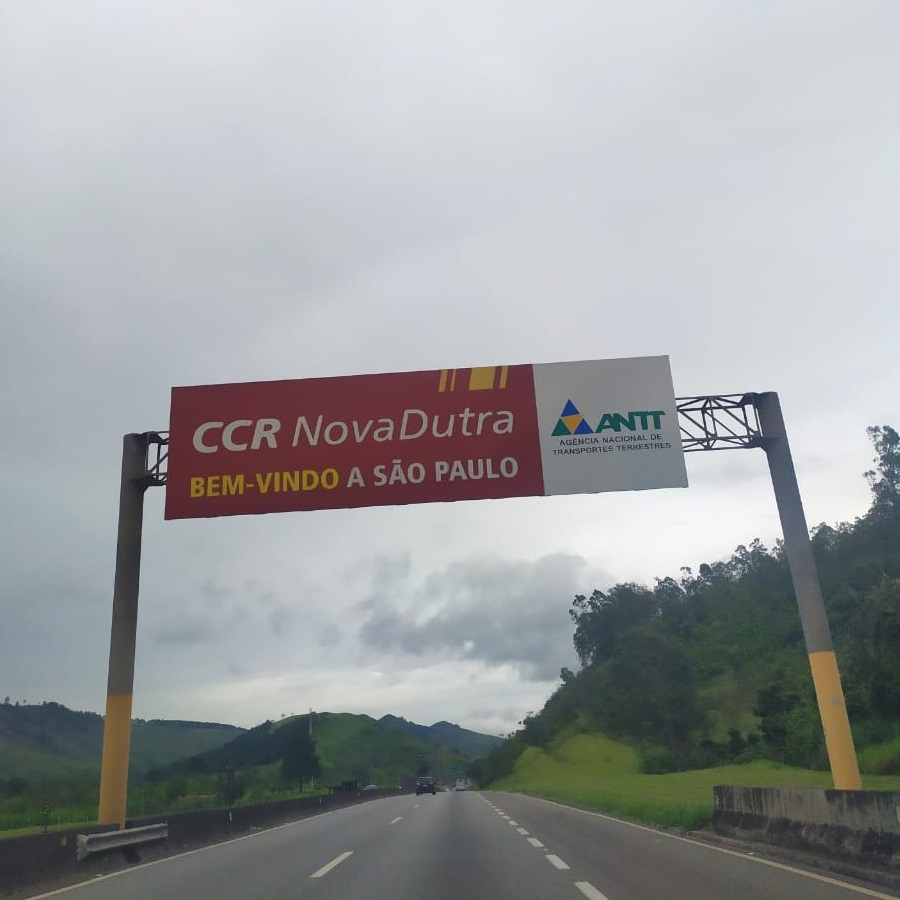 CCR NovaDutra
BEM-VINDO A SÃO PAULO
ANTT
AGÊNCIA NACIONAL DE
TRANSPORTES TERRESTRES